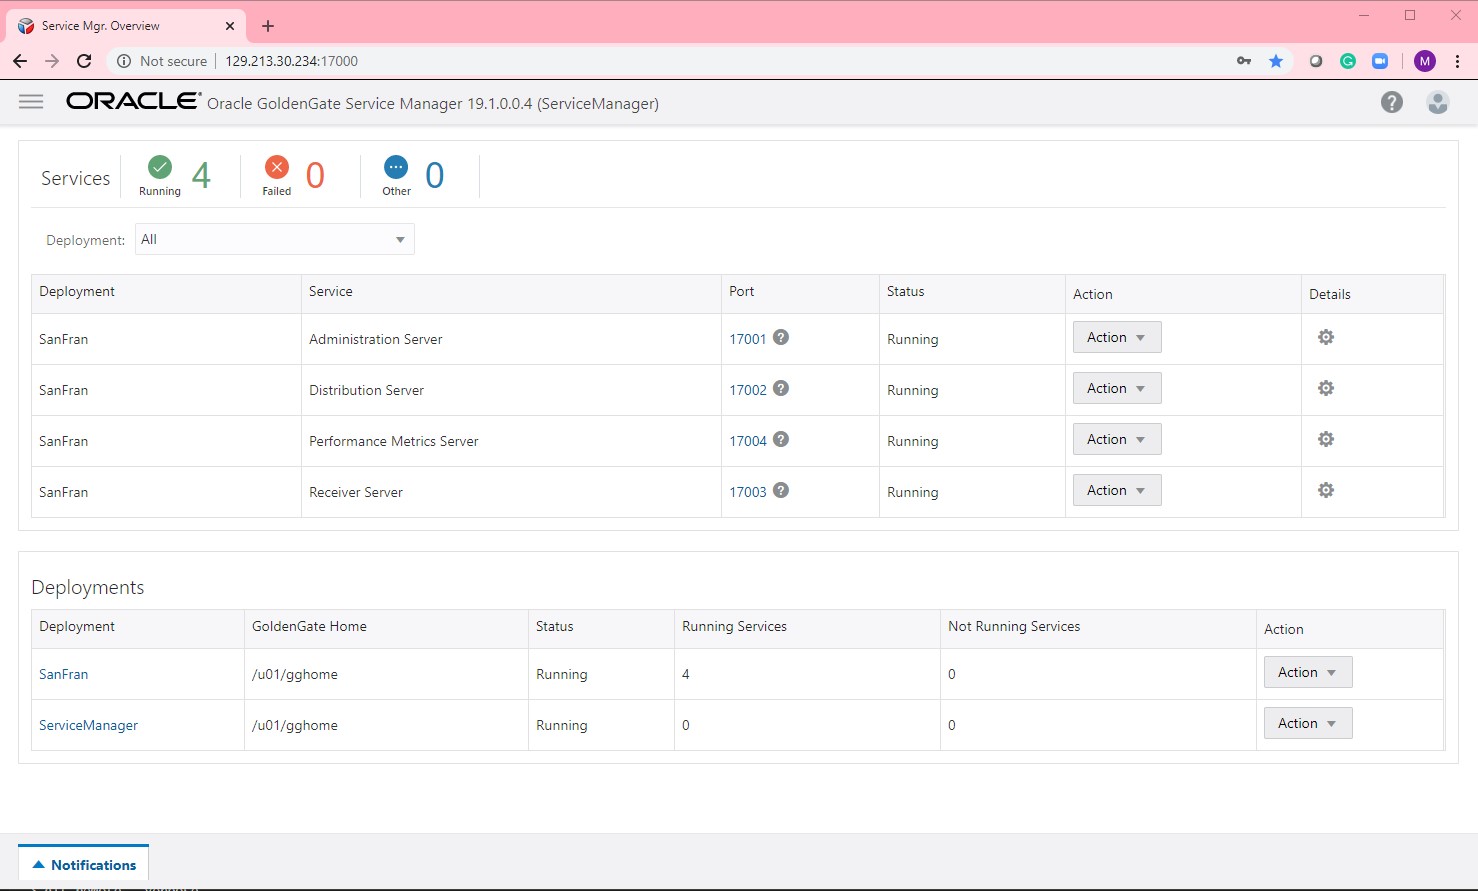 Service Mgr. Overview
Not secure 129.213.30.234:17000 M
ORACLE Oracle GoldenGate Service Manager 19.1.0.0.4 (ServiceManager)
Services Running 4 Failed 0 Other 0
Deployment: All
Deployment Service Port Status Action Details
SanFran Administration Server 17001 Running Action
SanFran Distribution Server 17002 Running Action
SanFran Performance Metrics Server 17004 Running Action
SanFran Receiver Server 17003 Running Action
Deployments
Deployment GoldenGate Home Status Running Services Not Running Services Action
SanFran /u01/gghome Running 4 0 Action
ServiceManager /u01/gghome Running 0 0 Action
Notifications